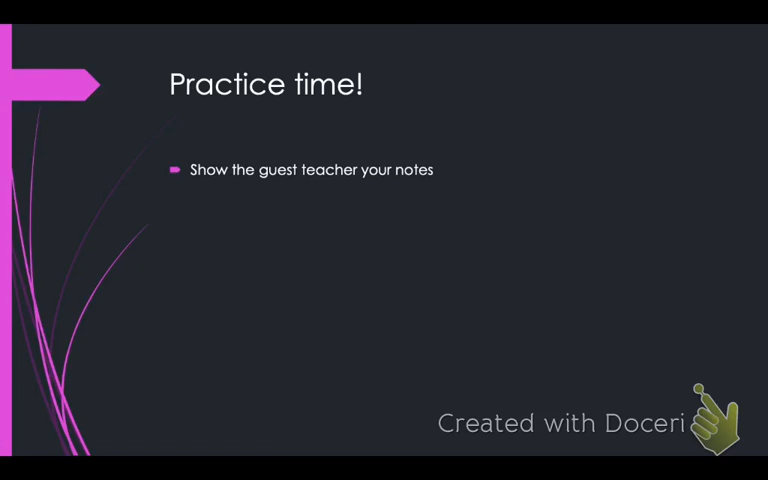 Practice time!
Show the guest teacher your notes
Created with Doceri